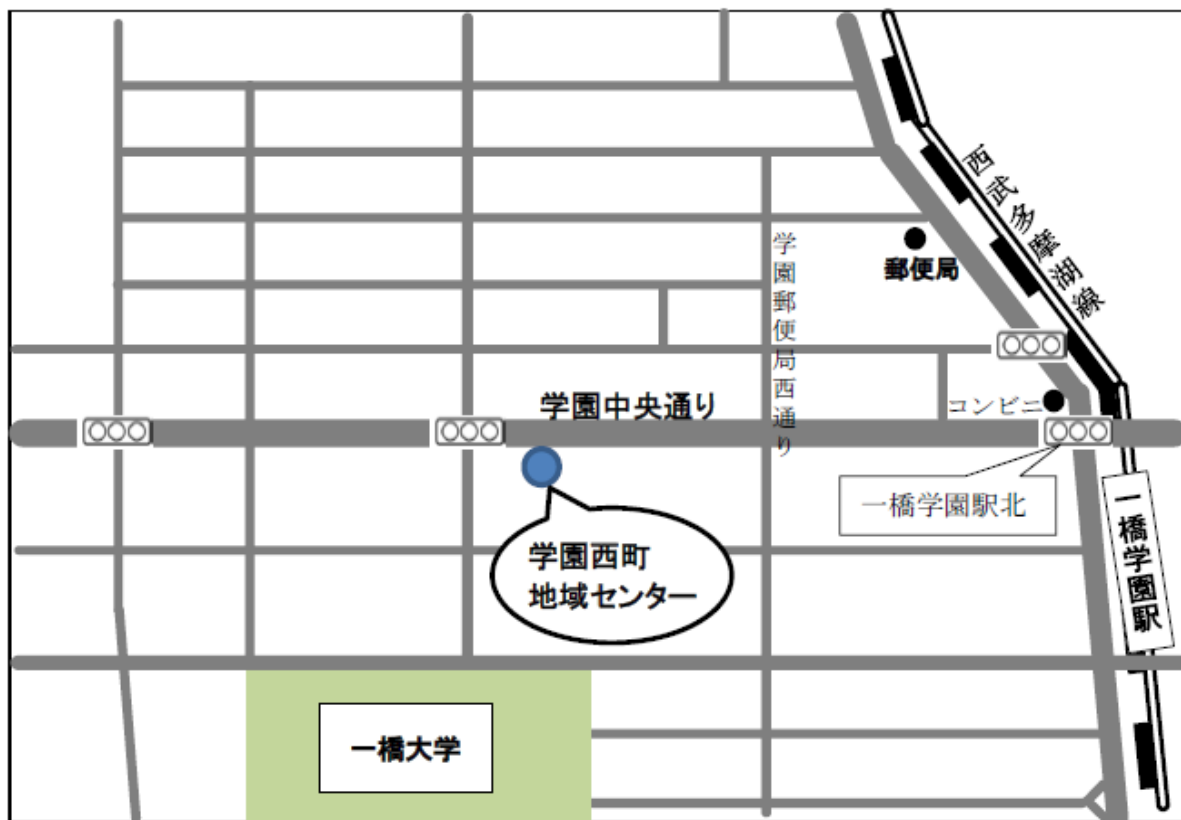 西武多摩湖線
学園郵便局西通り
郵便局
学園中央通り
コンビニ
一橋学園駅北
一橋学園駅
学園西町
地域センター
一橋大学